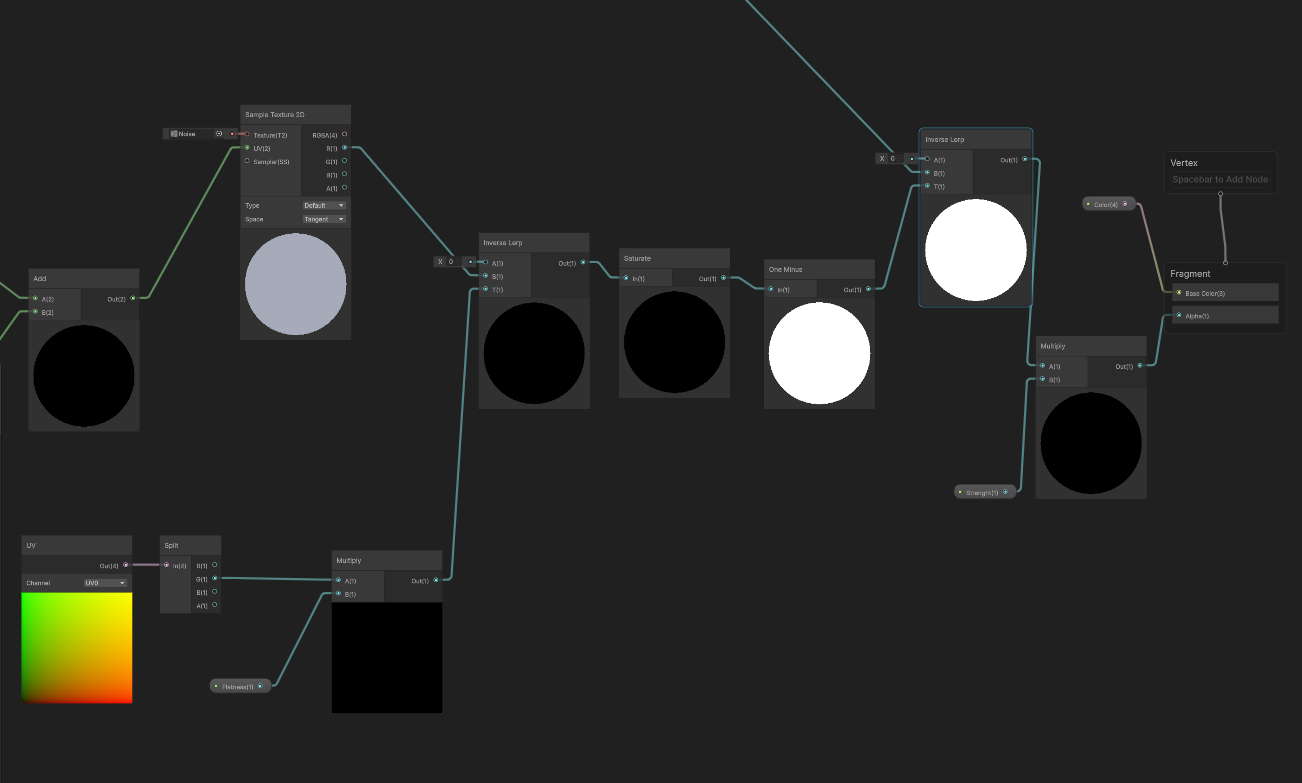 Sample Texture 2D
Noise
Texture(T2)
RGBA(4)
UV(2)
R(1)
Sampler(SS)
G(1)
B(1)
A(1)
Type
Default
Space
Tangent
Add
A(2)
Out(2)
B(2)
Inverse Lerp
X 0
A(1)
Out(1)
B(1)
T(1)
Saturate
In(1)
Out(1)
One Minus
In(1)
Out(1)
Inverse Lerp
X 0
A(1)
Out(1)
B(1)
T(1)
Vertex
Spacebar to Add Node
Color(4)
Fragment
Base Color(3)
Alpha(1)
Multiply
A(1)
Out(1)
B(1)
Strenght(1)
UV
Out(4)
Channel
UV0
Split
In(4)
R(1)
G(1)
B(1)
A(1)
Multiply
A(1)
Out(1)
B(1)
Flatness(1)